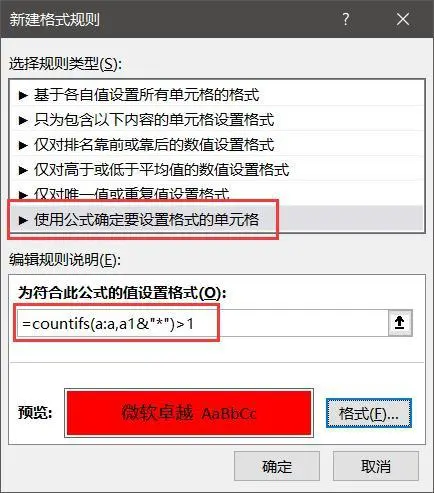 新建格式规则
? ×
选择规则类型(S):
► 基于各自值设置所有单元格的格式
► 只为包含以下内容的单元格设置格式
► 仅对排名靠前或靠后的数值设置格式
► 仅对高于或低于平均值的数值设置格式
► 仅对唯一值或重复值设置格式
► 使用公式确定要设置格式的单元格
编辑规则说明(E):
为符合此公式的值设置格式(O):
=countifs(a:a,a1&"*")>1
预览: 微软卓越 AaBbCc 格式(F)...
确定 取消